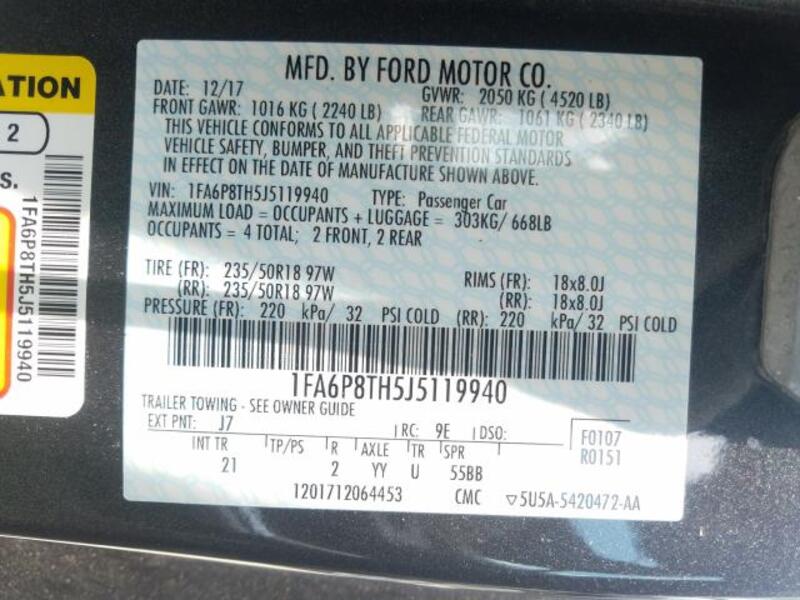 ATION
2
s.
1FA6P8TH5J5119940
MFD. BY FORD MOTOR CO.
DATE: 12/17 GVWR: 2050 KG ( 4520 LB)
FRONT GAWR: 1016 KG ( 2240 LB) REAR GAWR: 1061 KG ( 2340 LB)
THIS VEHICLE CONFORMS TO ALL APPLICABLE FEDERAL MOTOR
VEHICLE SAFETY, BUMPER, AND THEFT PREVENTION STANDARDS
IN EFFECT ON THE DATE OF MANUFACTURE SHOWN ABOVE.
VIN: 1FA6P8TH5J5119940 TYPE: Passenger Car
MAXIMUM LOAD = OCCUPANTS + LUGGAGE = 303KG/ 668LB
OCCUPANTS = 4 TOTAL; 2 FRONT, 2 REAR
TIRE (FR): 235/50R18 97W RIMS (FR): 18x8.0J
(RR): 235/50R18 97W (RR): 18x8.0J
PRESSURE (FR): 220 kPa/ 32 PSI COLD (RR): 220 kPa/ 32 PSI COLD
1FA6P8TH5J5119940
TRAILER TOWING - SEE OWNER GUIDE
EXT PNT: J7 RC: 9E DSO: F0107
INT TR TP/PS R AXLE TR SPR R0151
21 2 YY U 55BB
1201712064453 CMC ▽5U5A-5420472-AA